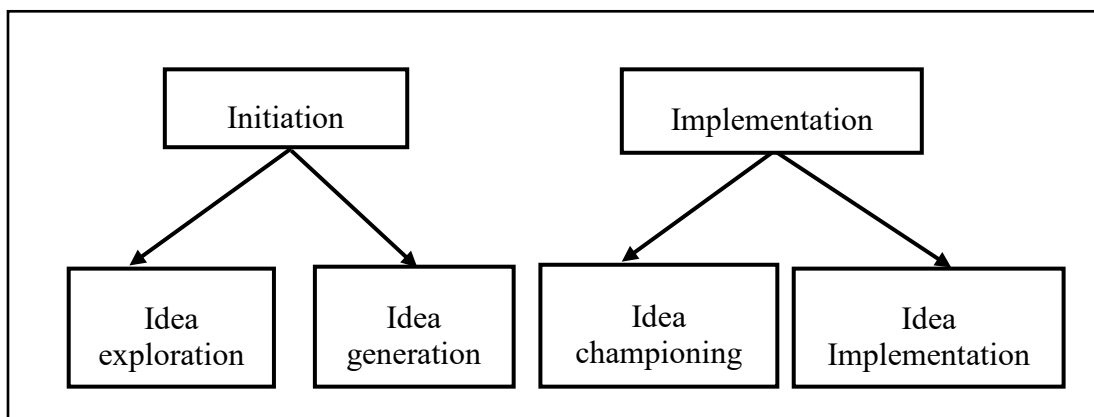 Initiation
Implementation
Idea
exploration
Idea
generation
Idea
championing
Idea
Implementation